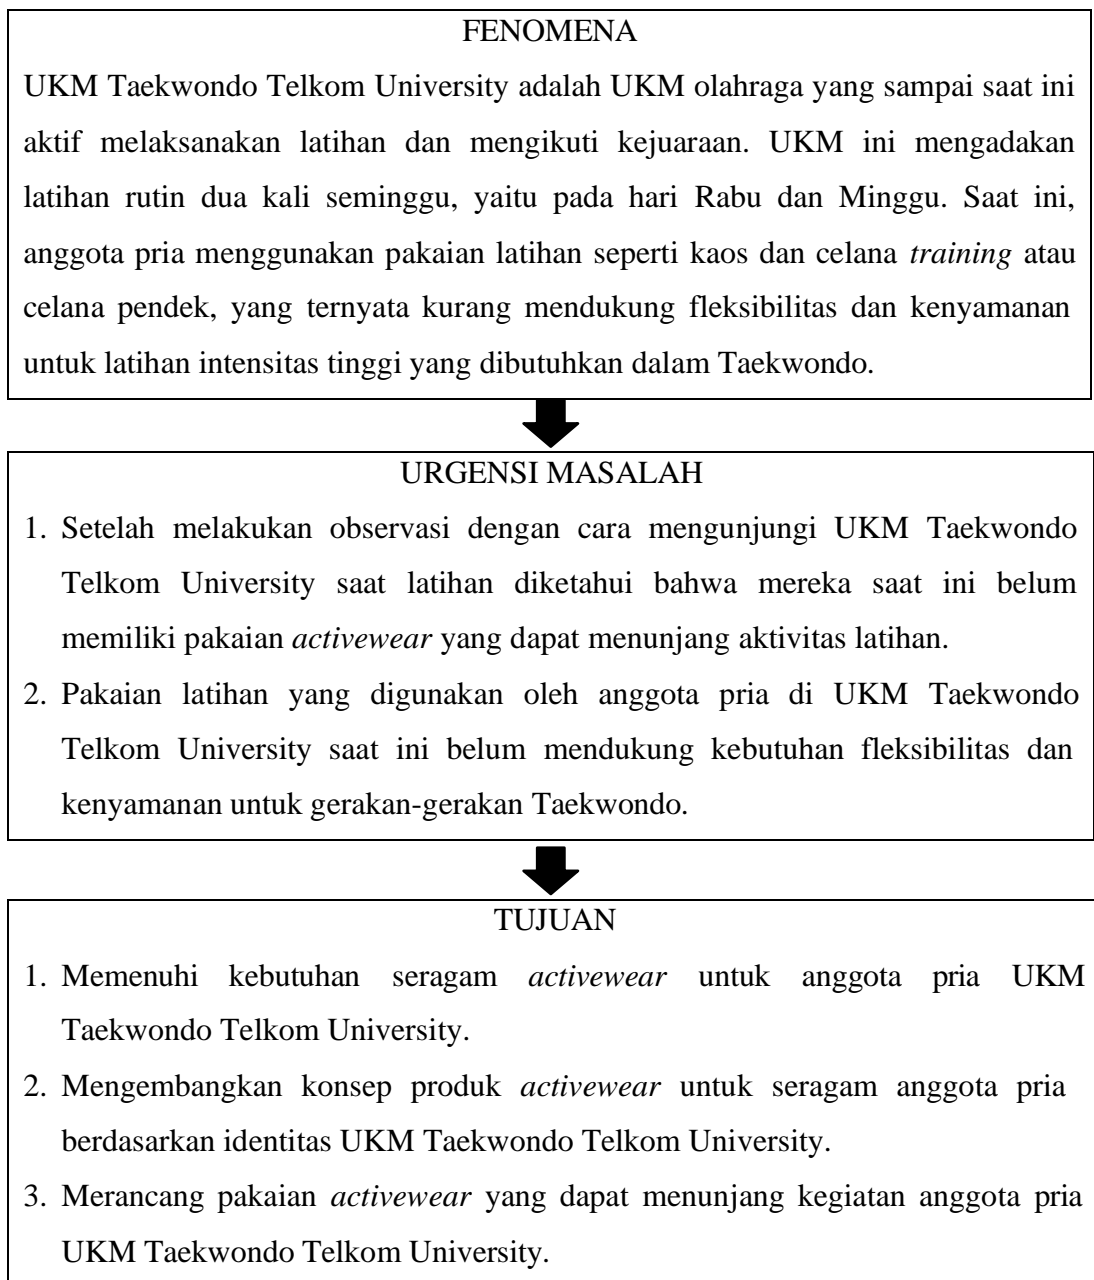 FENOMENA
UKM Taekwondo Telkom University adalah UKM olahraga yang sampai saat ini
aktif melaksanakan latihan dan mengikuti kejuaraan. UKM ini mengadakan
latihan rutin dua kali seminggu, yaitu pada hari Rabu dan Minggu. Saat ini,
anggota pria menggunakan pakaian latihan seperti kaos dan celana training atau
celana pendek, yang ternyata kurang mendukung fleksibilitas dan kenyamanan
untuk latihan intensitas tinggi yang dibutuhkan dalam Taekwondo.
URGENSI MASALAH
1. Setelah melakukan observasi dengan cara mengunjungi UKM Taekwondo
Telkom University saat latihan diketahui bahwa mereka saat ini belum
memiliki pakaian activewear yang dapat menunjang aktivitas latihan.
2. Pakaian latihan yang digunakan oleh anggota pria di UKM Taekwondo
Telkom University saat ini belum mendukung kebutuhan fleksibilitas dan
kenyamanan untuk gerakan-gerakan Taekwondo.
TUJUAN
1. Memenuhi kebutuhan seragam activewear untuk anggota pria UKM
Taekwondo Telkom University.
2. Mengembangkan konsep produk activewear untuk seragam anggota pria
berdasarkan identitas UKM Taekwondo Telkom University.
3. Merancang pakaian activewear yang dapat menunjang kegiatan anggota pria
UKM Taekwondo Telkom University.